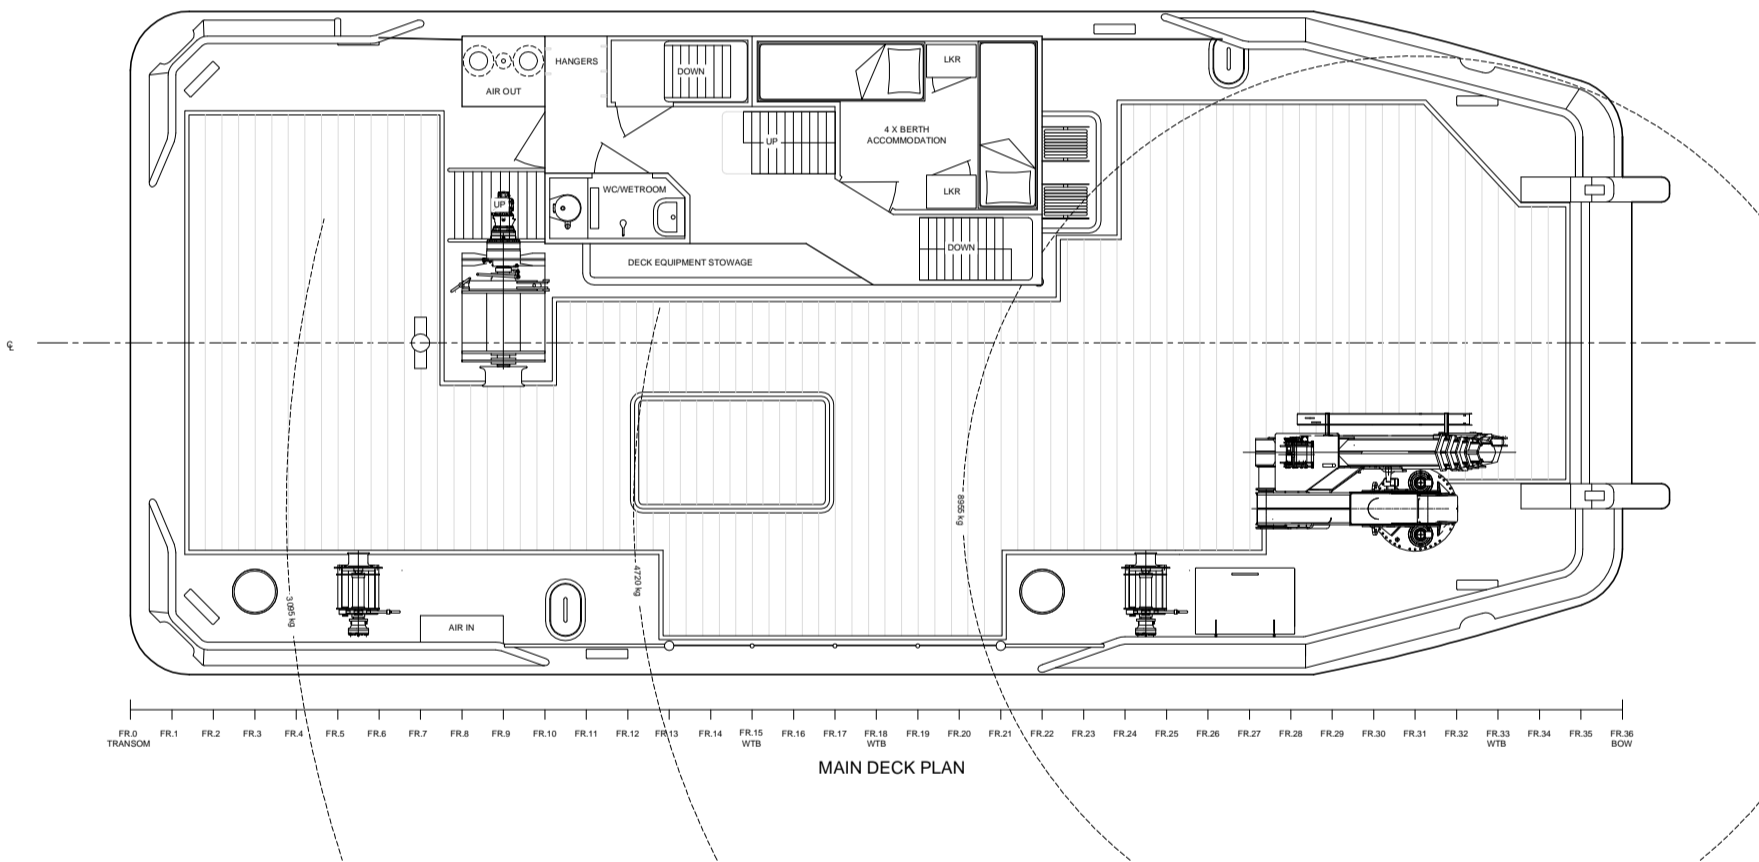 HANGERS
DOWN
LKR
AIR OUT
4 X BERTH
ACCOMMODATION
UP
WC/WETROOM
LKR
UP
DOWN
DECK EQUIPMENT STOWAGE
℄
8955 kg
4720 kg
3095 kg
AIR IN
FR.0
TRANSOM
FR.1
FR.2
FR.3
FR.4
FR.5
FR.6
FR.7
FR.8
FR.9
FR.10
FR.11
FR.12
FR.13
FR.14
FR.15
WTB
FR.16
FR.17
FR.18
WTB
FR.19
FR.20
FR.21
FR.22
FR.23
FR.24
FR.25
FR.26
FR.27
FR.28
FR.29
FR.30
FR.31
FR.32
FR.33
WTB
FR.34
FR.35
FR.36
BOW
MAIN DECK PLAN